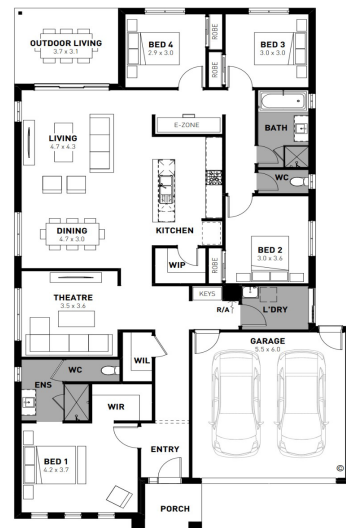 OUTDOOR LIVING
3.7 x 3.1
BED 4
2.9 x 3.0
ROBE
ROBE
BED 3
3.0 x 3.0
E-ZONE
BATH
LIVING
4.7 x 4.3
WC
KITCHEN
DINING
4.7 x 3.0
BED 2
3.0 x 3.6
WIP
ROBE
THEATRE
3.5 x 3.6
KEYS
R/A
L'DRY
GARAGE
5.5 x 6.0
WC
WIL
ENS
WIR
BED 1
4.2 x 3.7
ENTRY
©
PORCH